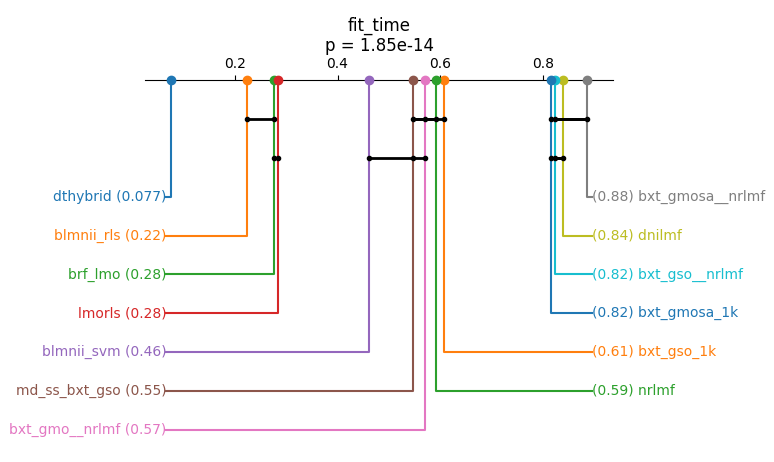 fit_time
p = 1.85e-14
0.2 0.4 0.6 0.8
dthybrid (0.077)
(0.88) bxt_gmosa__nrlmf
blmnii_rls (0.22)
(0.84) dnilmf
brf_lmo (0.28)
(0.82) bxt_gso__nrlmf
lmorls (0.28)
(0.82) bxt_gmosa_1k
blmnii_svm (0.46)
(0.61) bxt_gso_1k
md_ss_bxt_gso (0.55)
(0.59) nrlmf
bxt_gmo__nrlmf (0.57)